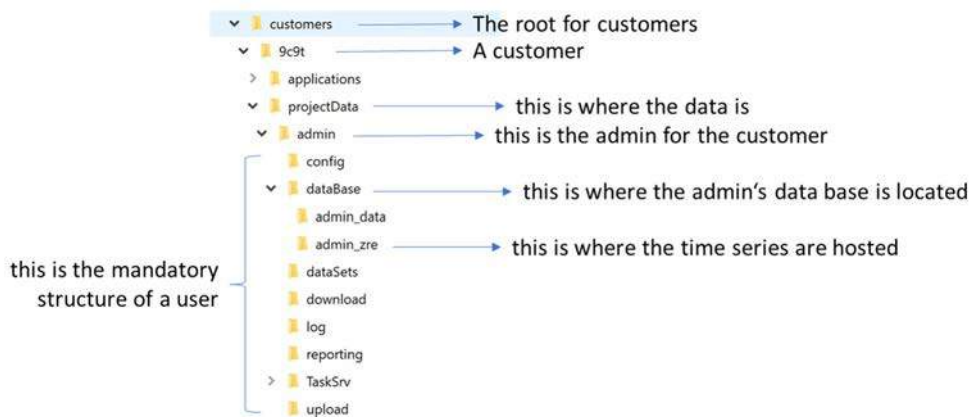 customers The root for customers
9c9t A customer
applications
projectData this is where the data is
admin this is the admin for the customer
config
dataBase this is where the admin's data base is located
admin_data
admin_zre this is where the time series are hosted
this is the mandatory
structure of a user
dataSets
download
log
reporting
TaskSrv
upload